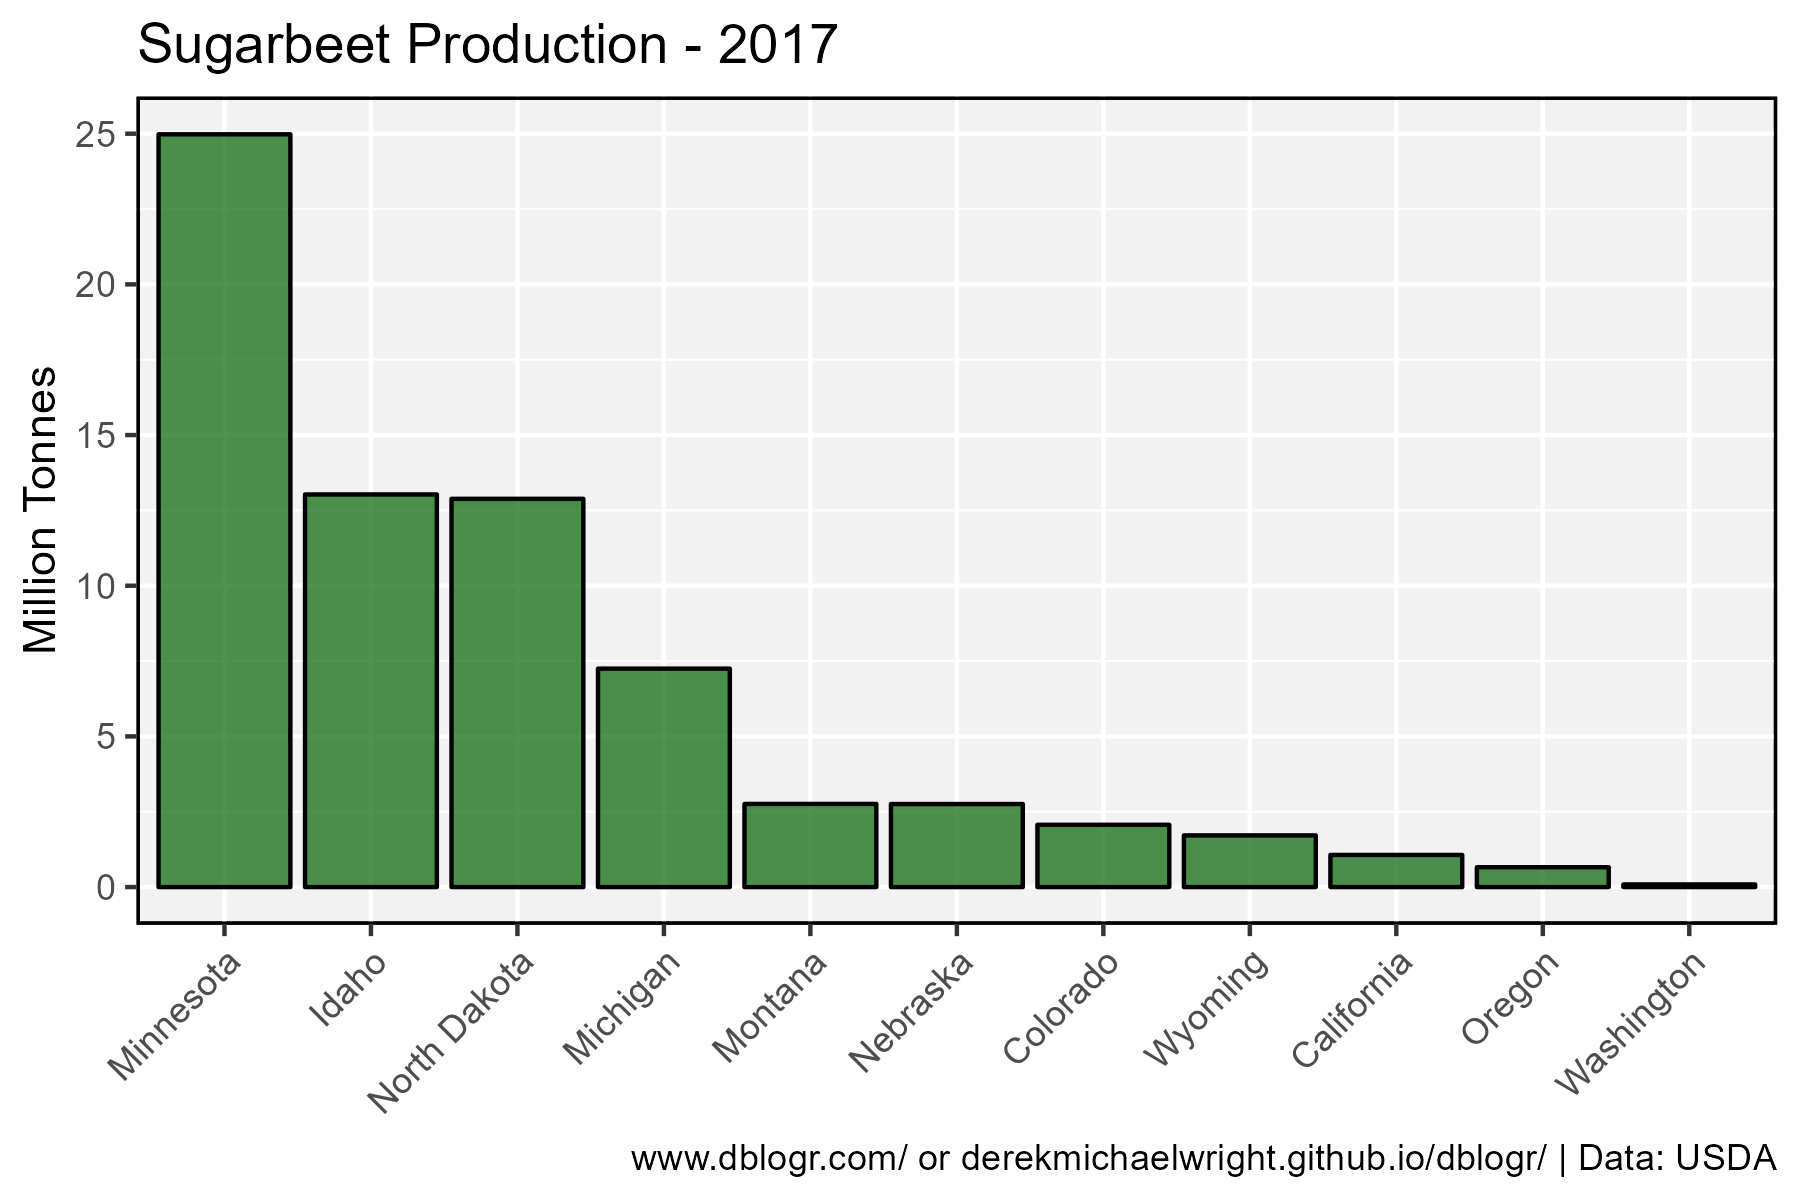 Sugarbeet Production - 2017
Million Tonnes
25
20
15
10
5
0
Minnesota
Idaho
North Dakota
Michigan
Montana
Nebraska
Colorado
Wyoming
California
Oregon
Washington
www.dblogr.com/ or derekmichaelwright.github.io/dblogr/ | Data: USDA